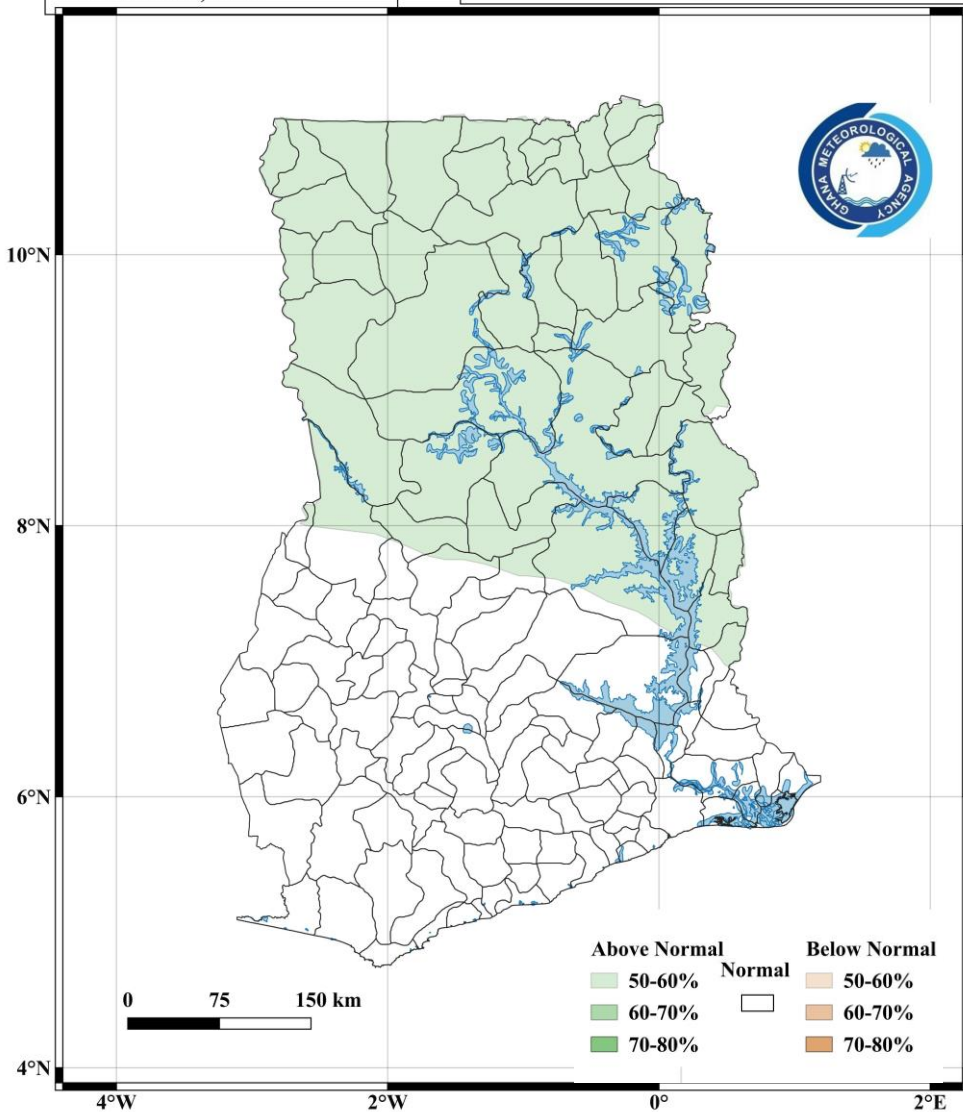 GHANA METEOROLOGICAL AGENCY
10°N
8°N
6°N
4°N
Above Normal
50-60%
60-70%
70-80%
Normal
Below Normal
50-60%
60-70%
70-80%
0 75 150 km
4°W 2°W 0° 2°E